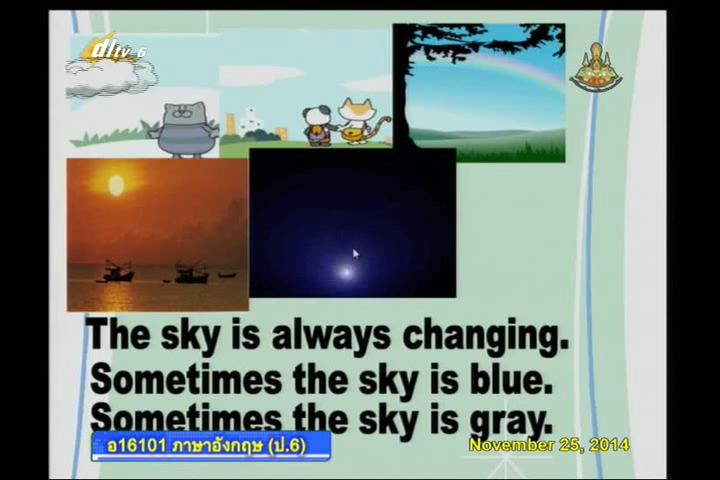 dltv-6
The sky is always changing.
Sometimes the sky is blue.
Sometimes the sky is gray.
อ16101 ภาษาอังกฤษ (ป.6)
November 25, 2014